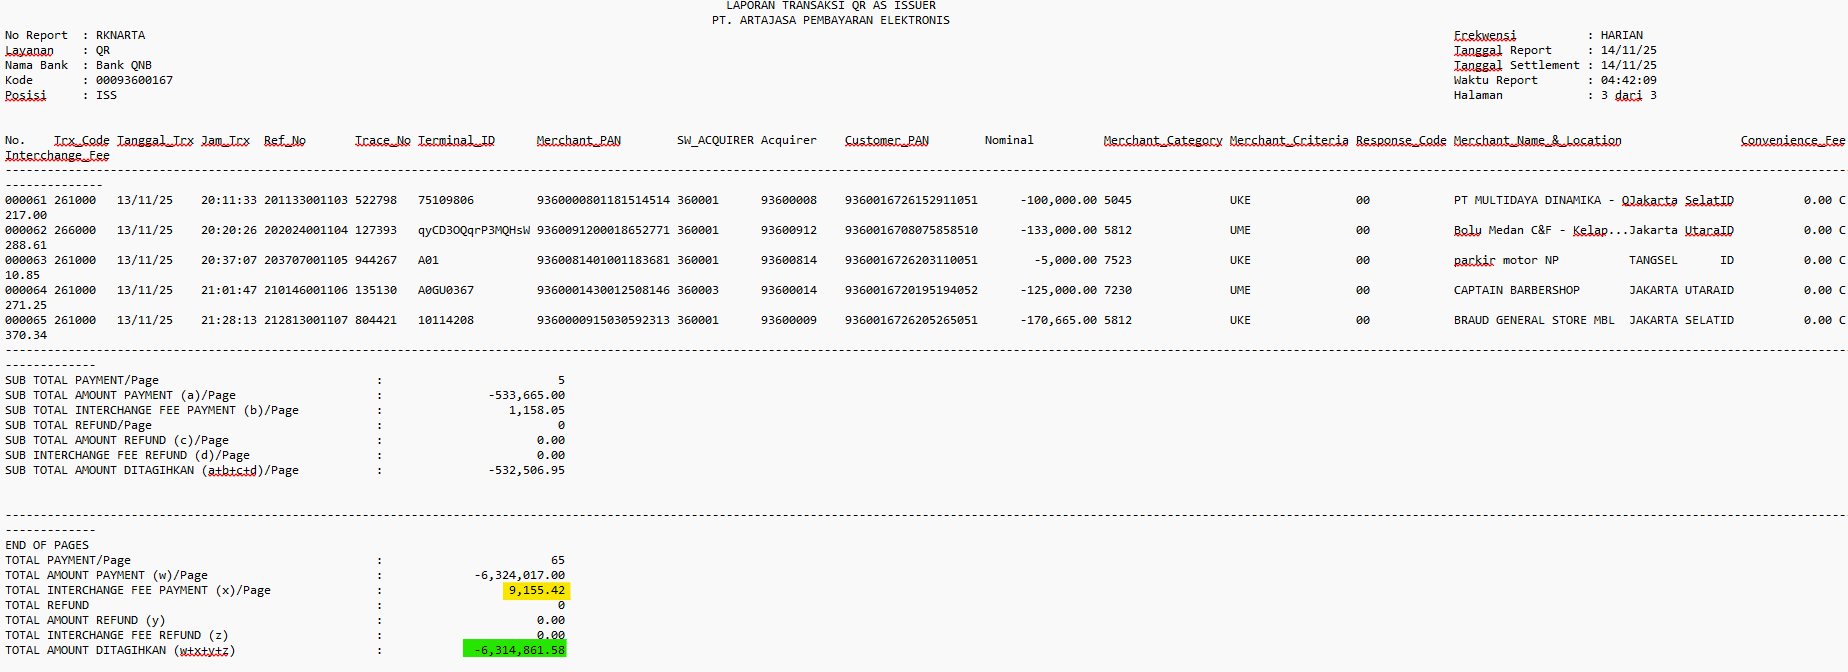 LAPORAN TRANSAKSI QR AS ISSUER
PT. ARTAJASA PEMBAYARAN ELEKTRONIS
No Report : RKNARTA Frekwensi : HARIAN
Layanan : QR Tanggal Report : 14/11/25
Nama Bank : Bank QNB Tanggal Settlement : 14/11/25
Kode : 00093600167 Waktu Report : 04:42:09
Posisi : ISS Halaman : 3 dari 3
No. Trx_Code Tanggal_Trx Jam_Trx Ref_No Trace_No Terminal_ID Merchant_PAN SW_ACQUIRER Acquirer Customer_PAN Nominal Merchant_Category Merchant_Criteria Response_Code Merchant_Name_&_Location Convenience_Fee
Interchange_Fee
000061 261000 13/11/25 20:11:33 201133001103 522798 75109806 9360000801181514514 360001 93600008 9360016726152911051 -100,000.00 5045 UKE 00 PT MULTIDAYA DINAMIKA - QJakarta SelatID 0.00 C
217.00
000062 266000 13/11/25 20:20:26 202024001104 127393 qyCD3OQqrP3MQHsW 9360091200018652771 360001 93600912 9360016708075858510 -133,000.00 5812 UME 00 Bolu Medan C&F - Kelap...Jakarta UtaraID 0.00 C
288.61
000063 261000 13/11/25 20:37:07 203707001105 944267 A01 9360081401001183681 360001 93600814 9360016726203110051 -5,000.00 7523 UKE 00 parkir motor NP TANGSEL ID 0.00 C
10.85
000064 261000 13/11/25 21:01:47 210146001106 135130 A0GU0367 9360001430012508146 360003 93600014 9360016720195194052 -125,000.00 7230 UME 00 CAPTAIN BARBERSHOP JAKARTA UTARAID 0.00 C
271.25
000065 261000 13/11/25 21:28:13 212813001107 804421 10114208 9360000915030592313 360001 93600009 9360016726205265051 -170,665.00 5812 UKE 00 BRAUD GENERAL STORE MBL JAKARTA SELATID 0.00 C
370.34
SUB TOTAL PAYMENT/Page : 5
SUB TOTAL AMOUNT PAYMENT (a)/Page : -533,665.00
SUB TOTAL INTERCHANGE FEE PAYMENT (b)/Page : 1,158.05
SUB TOTAL REFUND/Page : 0
SUB TOTAL AMOUNT REFUND (c)/Page : 0.00
SUB INTERCHANGE FEE REFUND (d)/Page : 0.00
SUB TOTAL AMOUNT DITAGIHKAN (a+b+c+d)/Page : -532,506.95
END OF PAGES
TOTAL PAYMENT/Page : 65
TOTAL AMOUNT PAYMENT (w)/Page : -6,324,017.00
TOTAL INTERCHANGE FEE PAYMENT (x)/Page : 9,155.42
TOTAL REFUND : 0
TOTAL AMOUNT REFUND (y) : 0.00
TOTAL INTERCHANGE FEE REFUND (z) : 0.00
TOTAL AMOUNT DITAGIHKAN (w+x+y+z) : -6,314,861.58